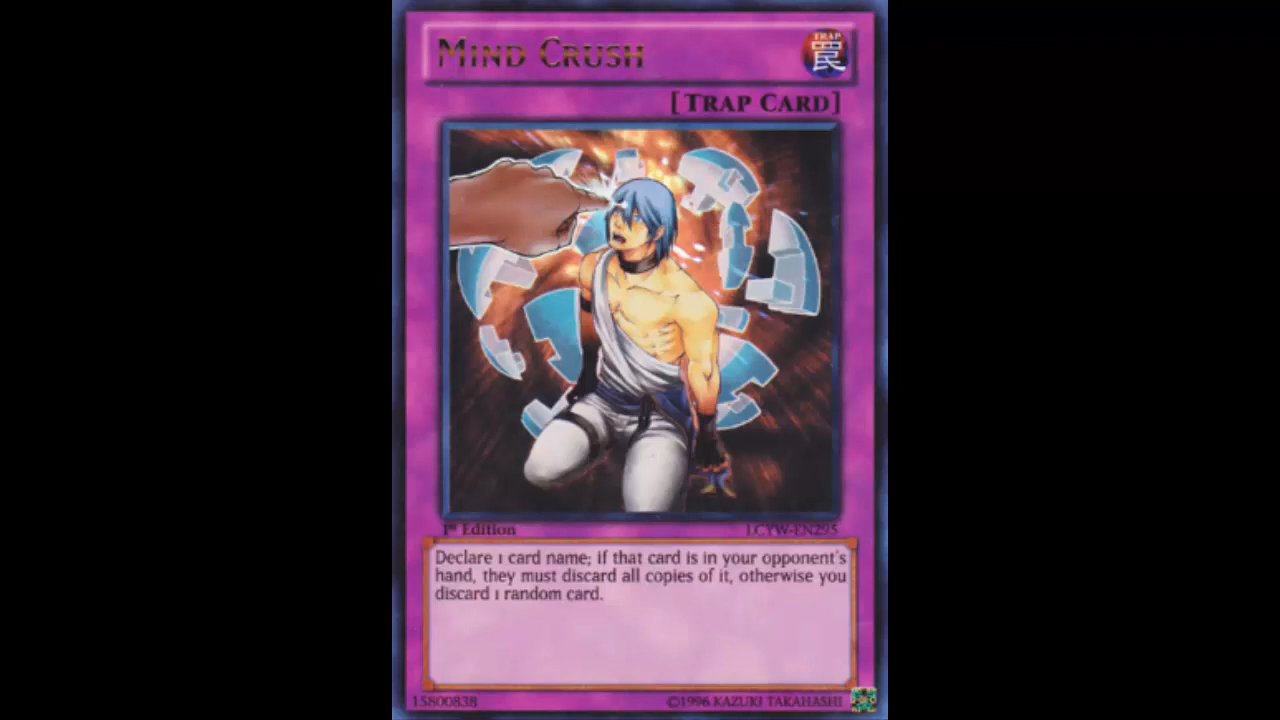 Mind Crush
TRAP
罠
[Trap Card]
1st Edition
LCYW-EN295
Declare 1 card name; if that card is in your opponent's
hand, they must discard all copies of it, otherwise you
discard 1 random card.
15800838
©1996 KAZUKI TAKAHASHI